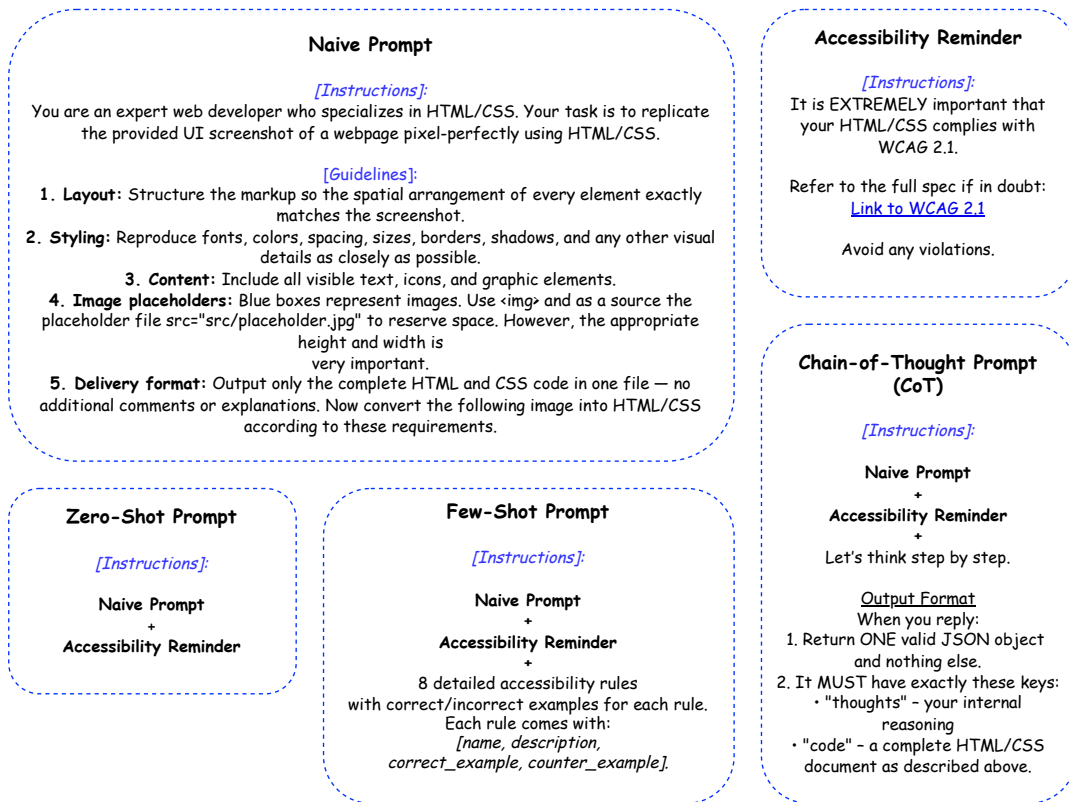 Naive Prompt
[Instructions]:
You are an expert web developer who specializes in HTML/CSS. Your task is to replicate
the provided UI screenshot of a webpage pixel-perfectly using HTML/CSS.
[Guidelines]:
1. Layout: Structure the markup so the spatial arrangement of every element exactly
matches the screenshot.
2. Styling: Reproduce fonts, colors, spacing, sizes, borders, shadows, and any other visual
details as closely as possible.
3. Content: Include all visible text, icons, and graphic elements.
4. Image placeholders: Blue boxes represent images. Use <img> and as a source the
placeholder file src="src/placeholder.jpg" to reserve space. However, the appropriate
height and width is
very important.
5. Delivery format: Output only the complete HTML and CSS code in one file — no
additional comments or explanations. Now convert the following image into HTML/CSS
according to these requirements.
Accessibility Reminder
[Instructions]:
It is EXTREMELY important that
your HTML/CSS complies with
WCAG 2.1.
Refer to the full spec if in doubt:
Link to WCAG 2.1
Avoid any violations.
Zero-Shot Prompt
[Instructions]:
Naive Prompt
+
Accessibility Reminder
Few-Shot Prompt
[Instructions]:
Naive Prompt
+
Accessibility Reminder
+
8 detailed accessibility rules
with correct/incorrect examples for each rule.
Each rule comes with:
[name, description,
correct_example, counter_example].
Chain-of-Thought Prompt
(CoT)
[Instructions]:
Naive Prompt
+
Accessibility Reminder
+
Let's think step by step.
Output Format
When you reply:
1. Return ONE valid JSON object
and nothing else.
2. It MUST have exactly these keys:
• "thoughts" – your internal
reasoning
• "code" – a complete HTML/CSS
document as described above.